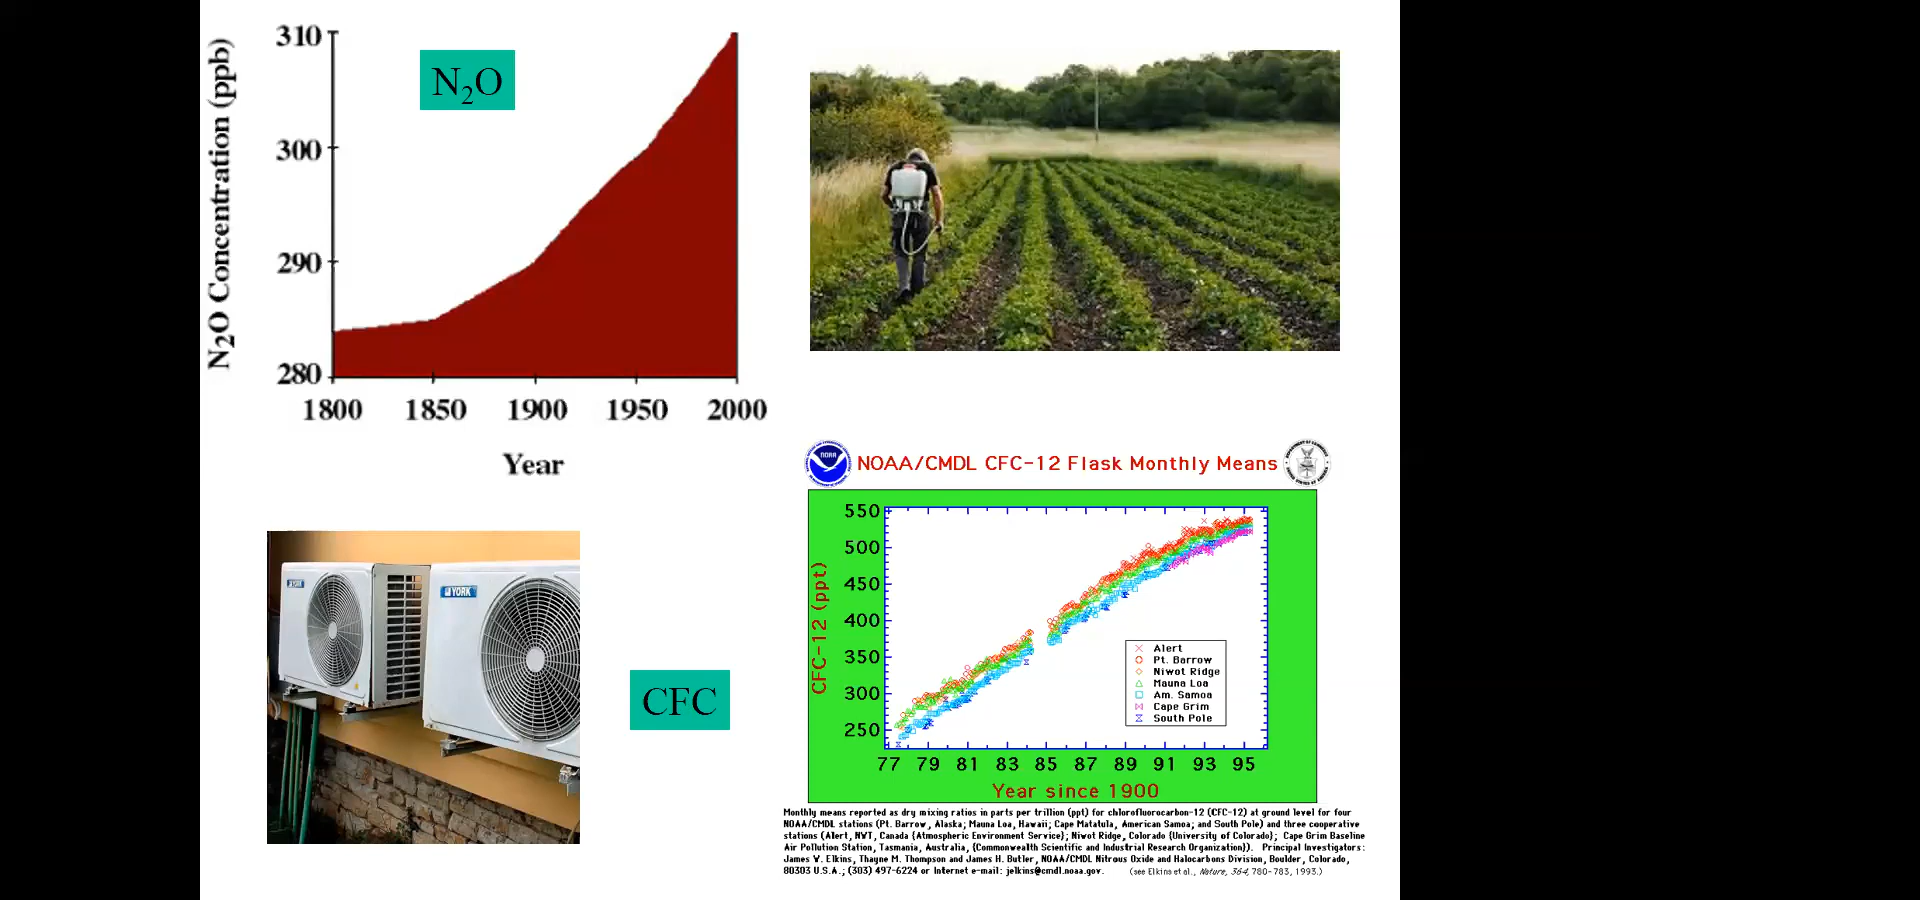 310
N2O
300
290
280
N2O Concentration (ppb)
1800 1850 1900 1950 2000
Year
YORK
YORK
CFC
NOAA
NOAA/CMDL CFC-12 Flask Monthly Means
550
500
450
400
350
300
250
CFC-12 (ppt)
Alert
Pt. Barrow
Niwot Ridge
Mauna Loa
Am. Samoa
Cape Grim
South Pole
77 79 81 83 85 87 89 91 93 95
Year since 1900
Monthly means reported as dry mixing ratios in parts per trillion (ppt) for chlorofluorocarbon-12 (CFC-12) at ground level for four
NOAA/CMDL stations (Pt. Barrow, Alaska; Mauna Loa, Hawaii; Cape Matatula, American Samoa; and South Pole) and three cooperative
stations (Alert, NWT, Canada {Atmospheric Environment Service}; Niwot Ridge, Colorado {University of Colorado}; Cape Grim Baseline
Air Pollution Station, Tasmania, Australia, {Commonwealth Scientific and Industrial Research Organization}). Principal Investigators:
James W. Elkins, Thayne M. Thompson and James H. Butler, NOAA/CMDL Nitrous Oxide and Halocarbons Division, Boulder, Colorado,
80303 U.S.A.; (303) 497-6224 or Internet e-mail: jelkins@cmdl.noaa.gov. (see Elkins et al., Nature, 364, 780-783, 1993.)